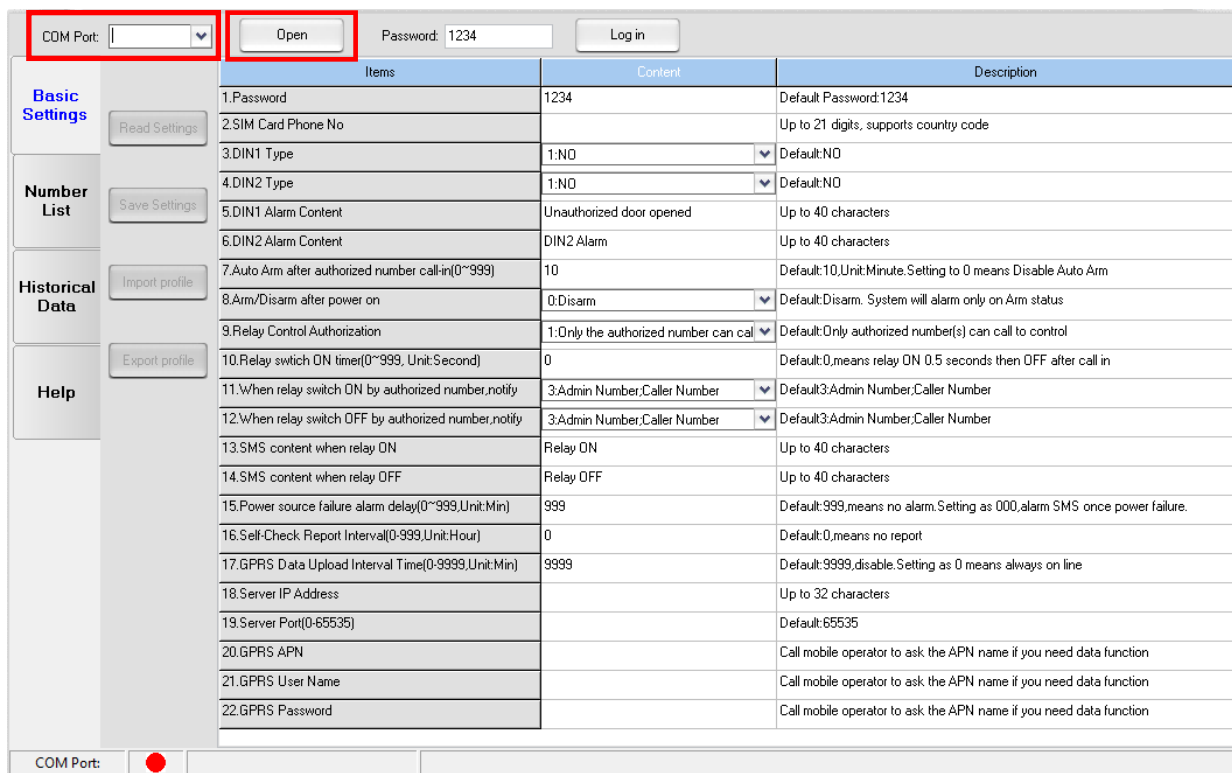 COM Port: Open Password: 1234 Log in
Basic Settings
Number List
Historical Data
Help
Read Settings
Save Settings
Import profile
Export profile
Items Content Description
1.Password 1234 Default Password:1234
2.SIM Card Phone No Up to 21 digits, supports country code
3.DIN1 Type 1:NO Default:NO
4.DIN2 Type 1:NO Default:NO
5.DIN1 Alarm Content Unauthorized door opened Up to 40 characters
6.DIN2 Alarm Content DIN2 Alarm Up to 40 characters
7.Auto Arm after authorized number call-in(0~999) 10 Default:10,Unit:Minute.Setting to 0 means Disable Auto Arm
8.Arm/Disarm after power on 0:Disarm Default:Disarm. System will alarm only on Arm status
9.Relay Control Authorization 1:Only the authorized number can cal Default:Only authorized number(s) can call to control
10.Relay swtich ON timer(0~999, Unit:Second) 0 Default:0,means relay ON 0.5 seconds then OFF after call in
11.When relay switch ON by authorized number,notify 3:Admin Number;Caller Number Default3:Admin Number;Caller Number
12.When relay switch OFF by authorized number,notify 3:Admin Number;Caller Number Default3:Admin Number;Caller Number
13.SMS content when relay ON Relay ON Up to 40 characters
14.SMS content when relay OFF Relay OFF Up to 40 characters
15.Power source failure alarm delay(0~999,Unit:Min) 999 Default:999,means no alarm.Setting as 000,alarm SMS once power failure.
16.Self-Check Report Interval(0-999,Unit:Hour) 0 Default:0,means no report
17.GPRS Data Upload Interval Time(0-9999,Unit:Min) 9999 Default:9999,disable.Setting as 0 means always on line
18.Server IP Address Up to 32 characters
19.Server Port(0-65535) Default:65535
20.GPRS APN Call mobile operator to ask the APN name if you need data function
21.GPRS User Name Call mobile operator to ask the APN name if you need data function
22.GPRS Password Call mobile operator to ask the APN name if you need data function
COM Port: